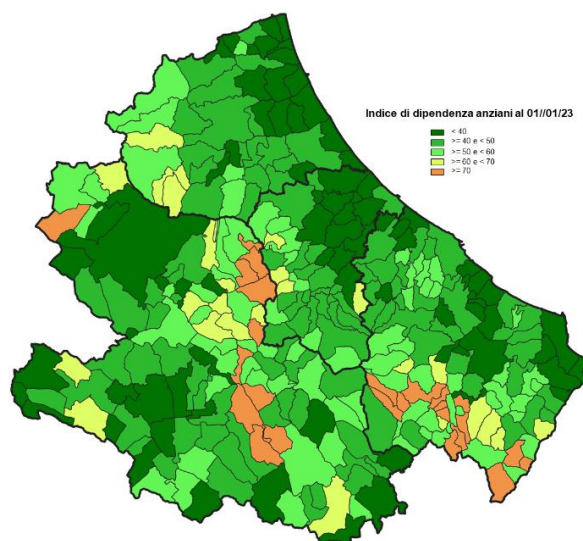 Indice di dipendenza anziani al 01//01/23
< 40
>= 40 e < 50
>= 50 e < 60
>= 60 e < 70
>= 70